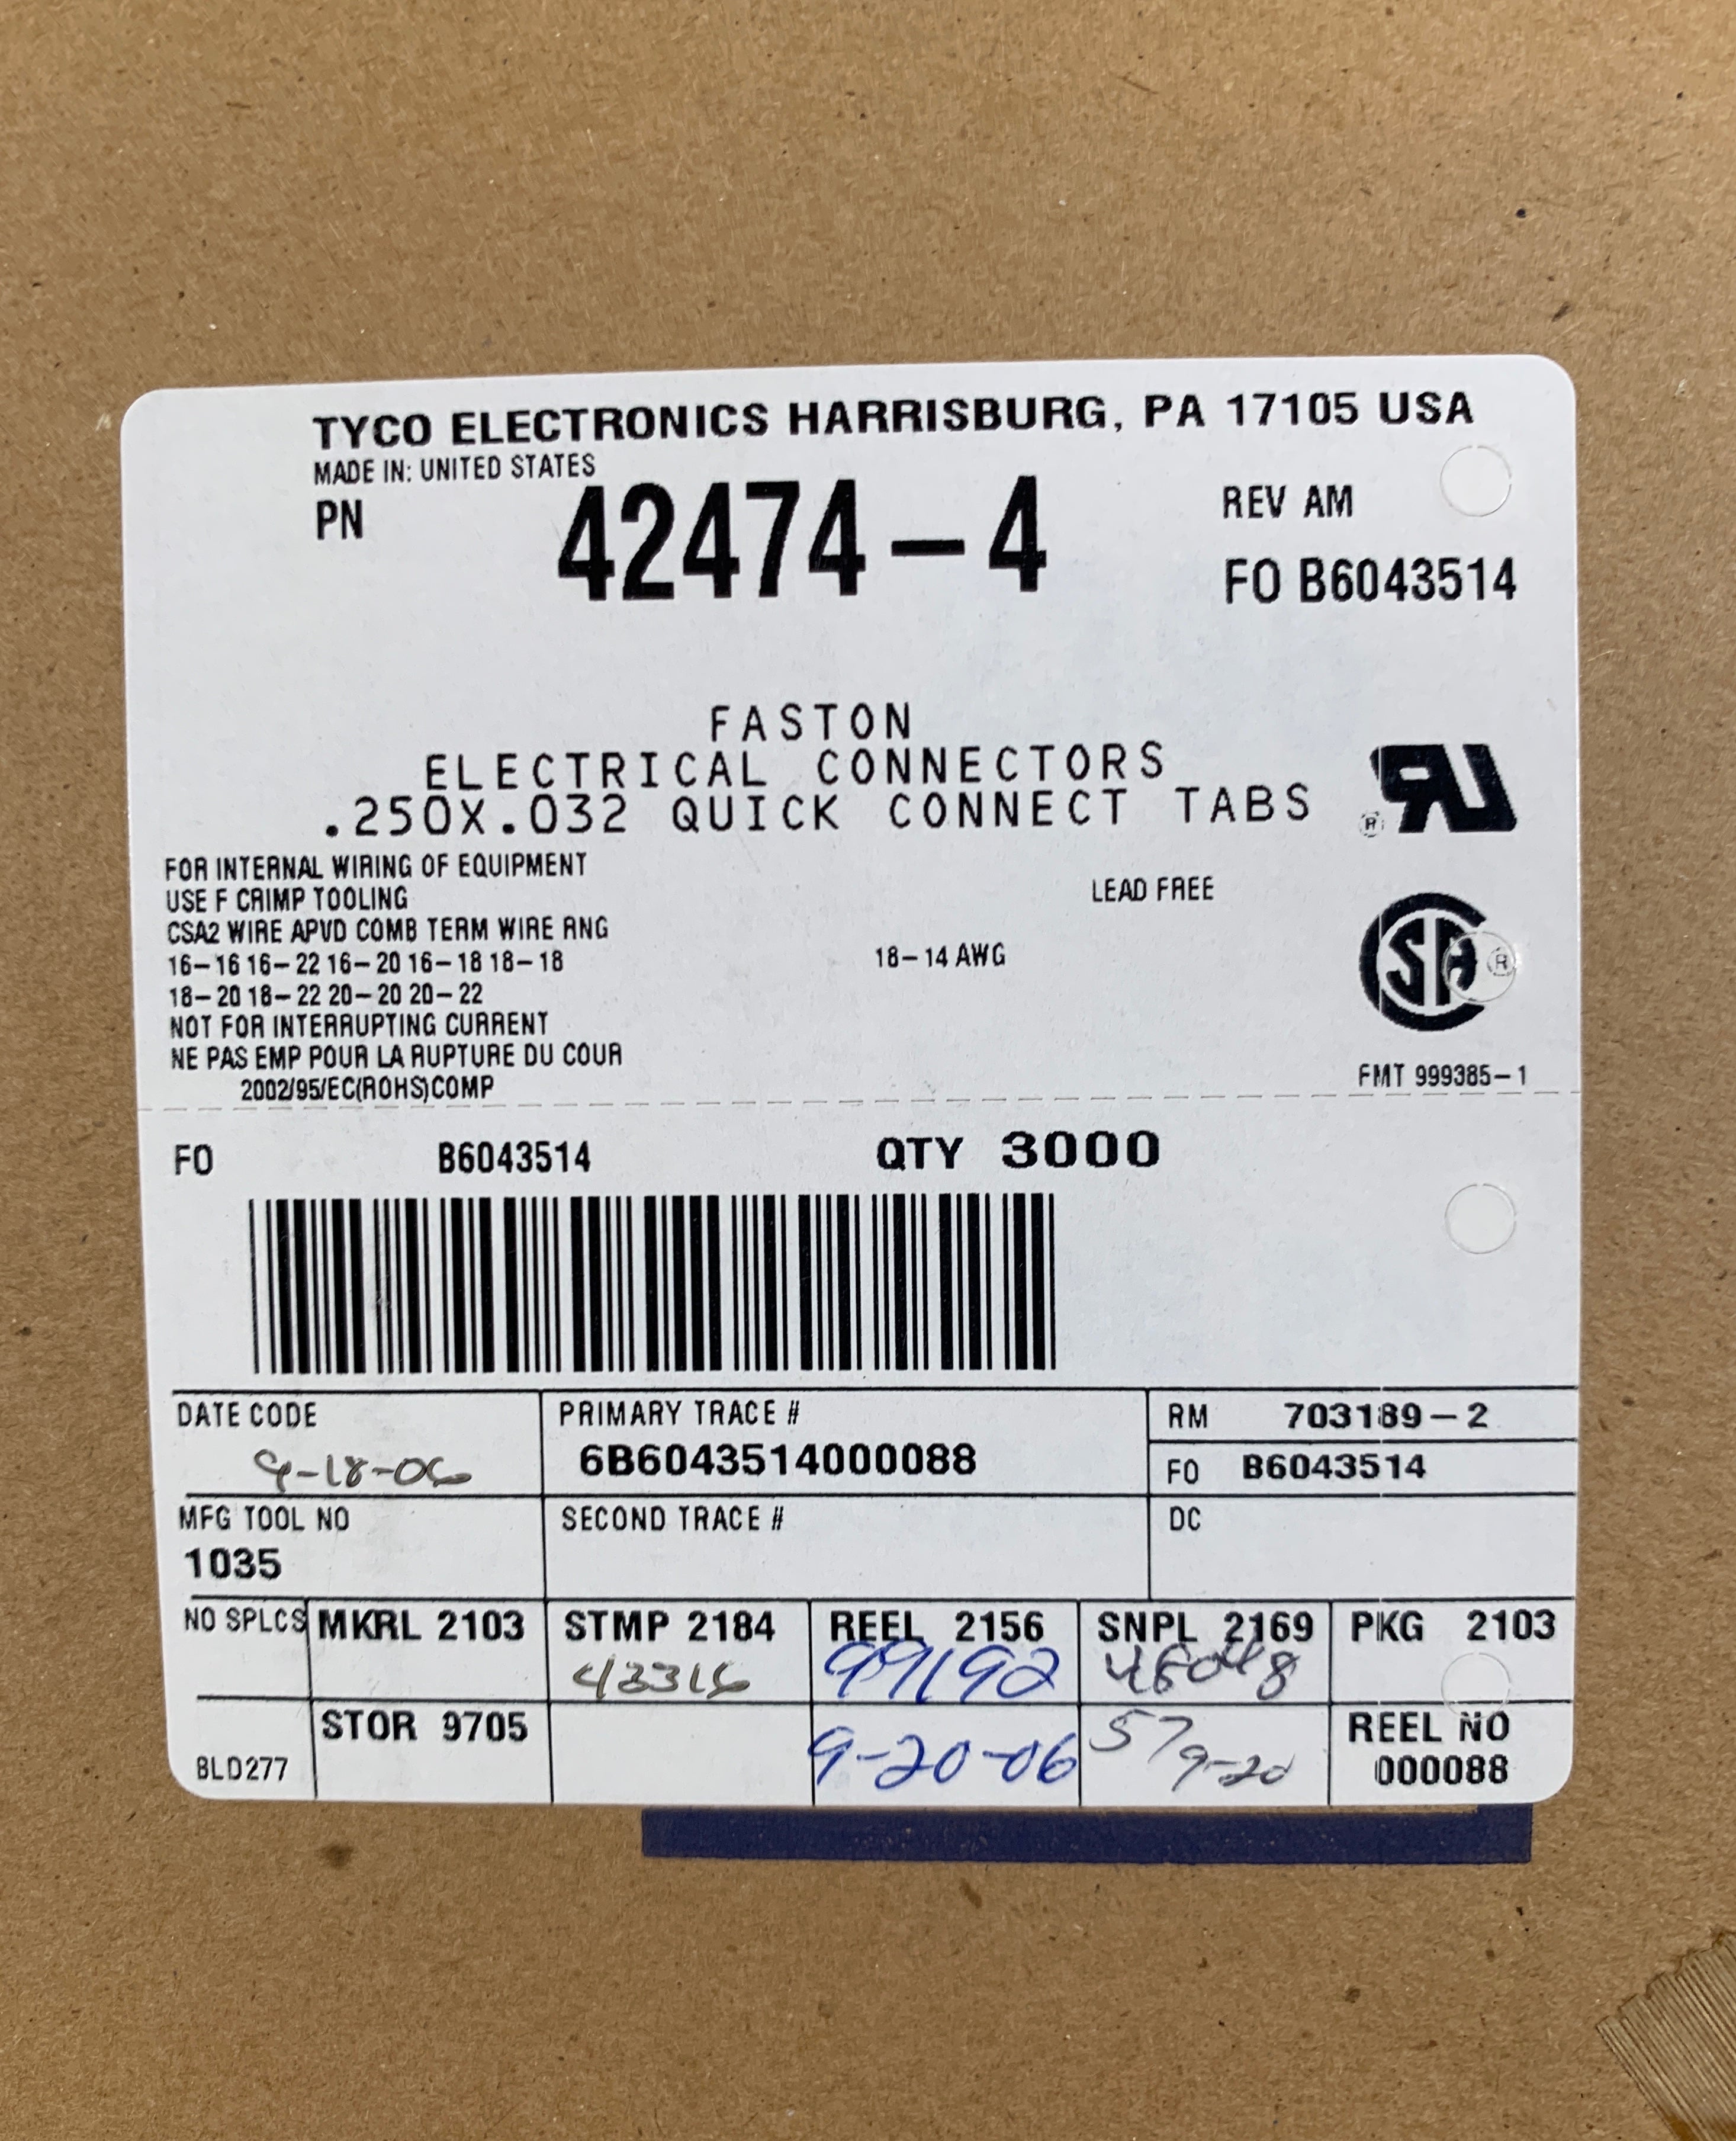 TYCO ELECTRONICS HARRISBURG, PA 17105 USA
MADE IN: UNITED STATES
PN 42474-4 REV AM
FO B6043514
FASTON
ELECTRICAL CONNECTORS
.250X.032 QUICK CONNECT TABS
FOR INTERNAL WIRING OF EQUIPMENT
USE F CRIMP TOOLING
LEAD FREE
CSA2 WIRE APVD COMB TERM WIRE RNG
16-16 16-22 16-20 16-18 18-18
18-14 AWG
18-20 18-22 20-20 20-22
NOT FOR INTERRUPTING CURRENT
NE PAS EMP POUR LA RUPTURE DU COUR
2002/95/EC(ROHS)COMP
FMT 999385-1
FO B6043514 QTY 3000
DATE CODE
9-18-06
PRIMARY TRACE #
6B6043514000088
RM 703189-2
FO B6043514
MFG TOOL NO
1035
SECOND TRACE #
DC
NO SPLCS
MKRL 2103
STMP 2184
REEL 2156
99192
SNPL 2169
PKG 2103
BLD277
STOR 9705
9-20-06
57 9-20
REEL NO
000088